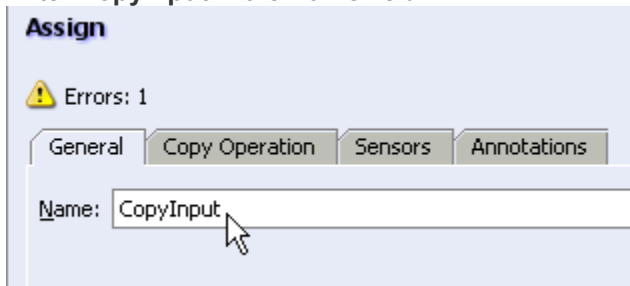 Assign
Errors: 1
General Copy Operation Sensors Annotations
Name: CopyInput